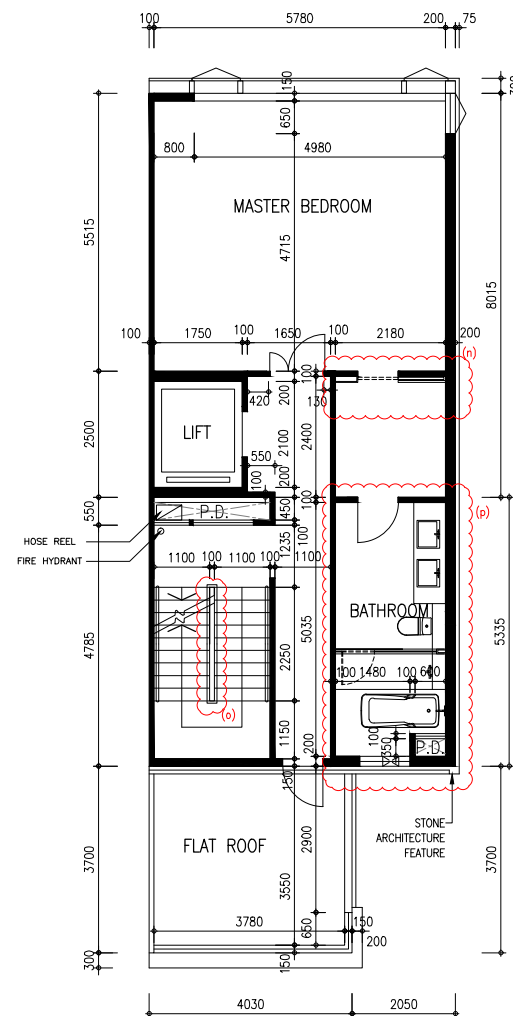 100 5780 200 75
150
300
650
800 4980
MASTER BEDROOM
5515
4715
8015
100 1750 100 1650 100 2180 200
(n)
100
420 200 130
LIFT
2500
2100 2400
550
200
100
550
P.D.
450
(p)
HOSE REEL
FIRE HYDRANT
1235 100
1100 100 1100 100 1100
BATHROOM
4785
5035
5335
2250
100 1480 100 600
(o)
1150 200
100
350
P.D.
150
STONE
ARCHITECTURE
FEATURE
FLAT ROOF
2900
3700
3550
3700
3780 150
650
200
300
150
4030 2050